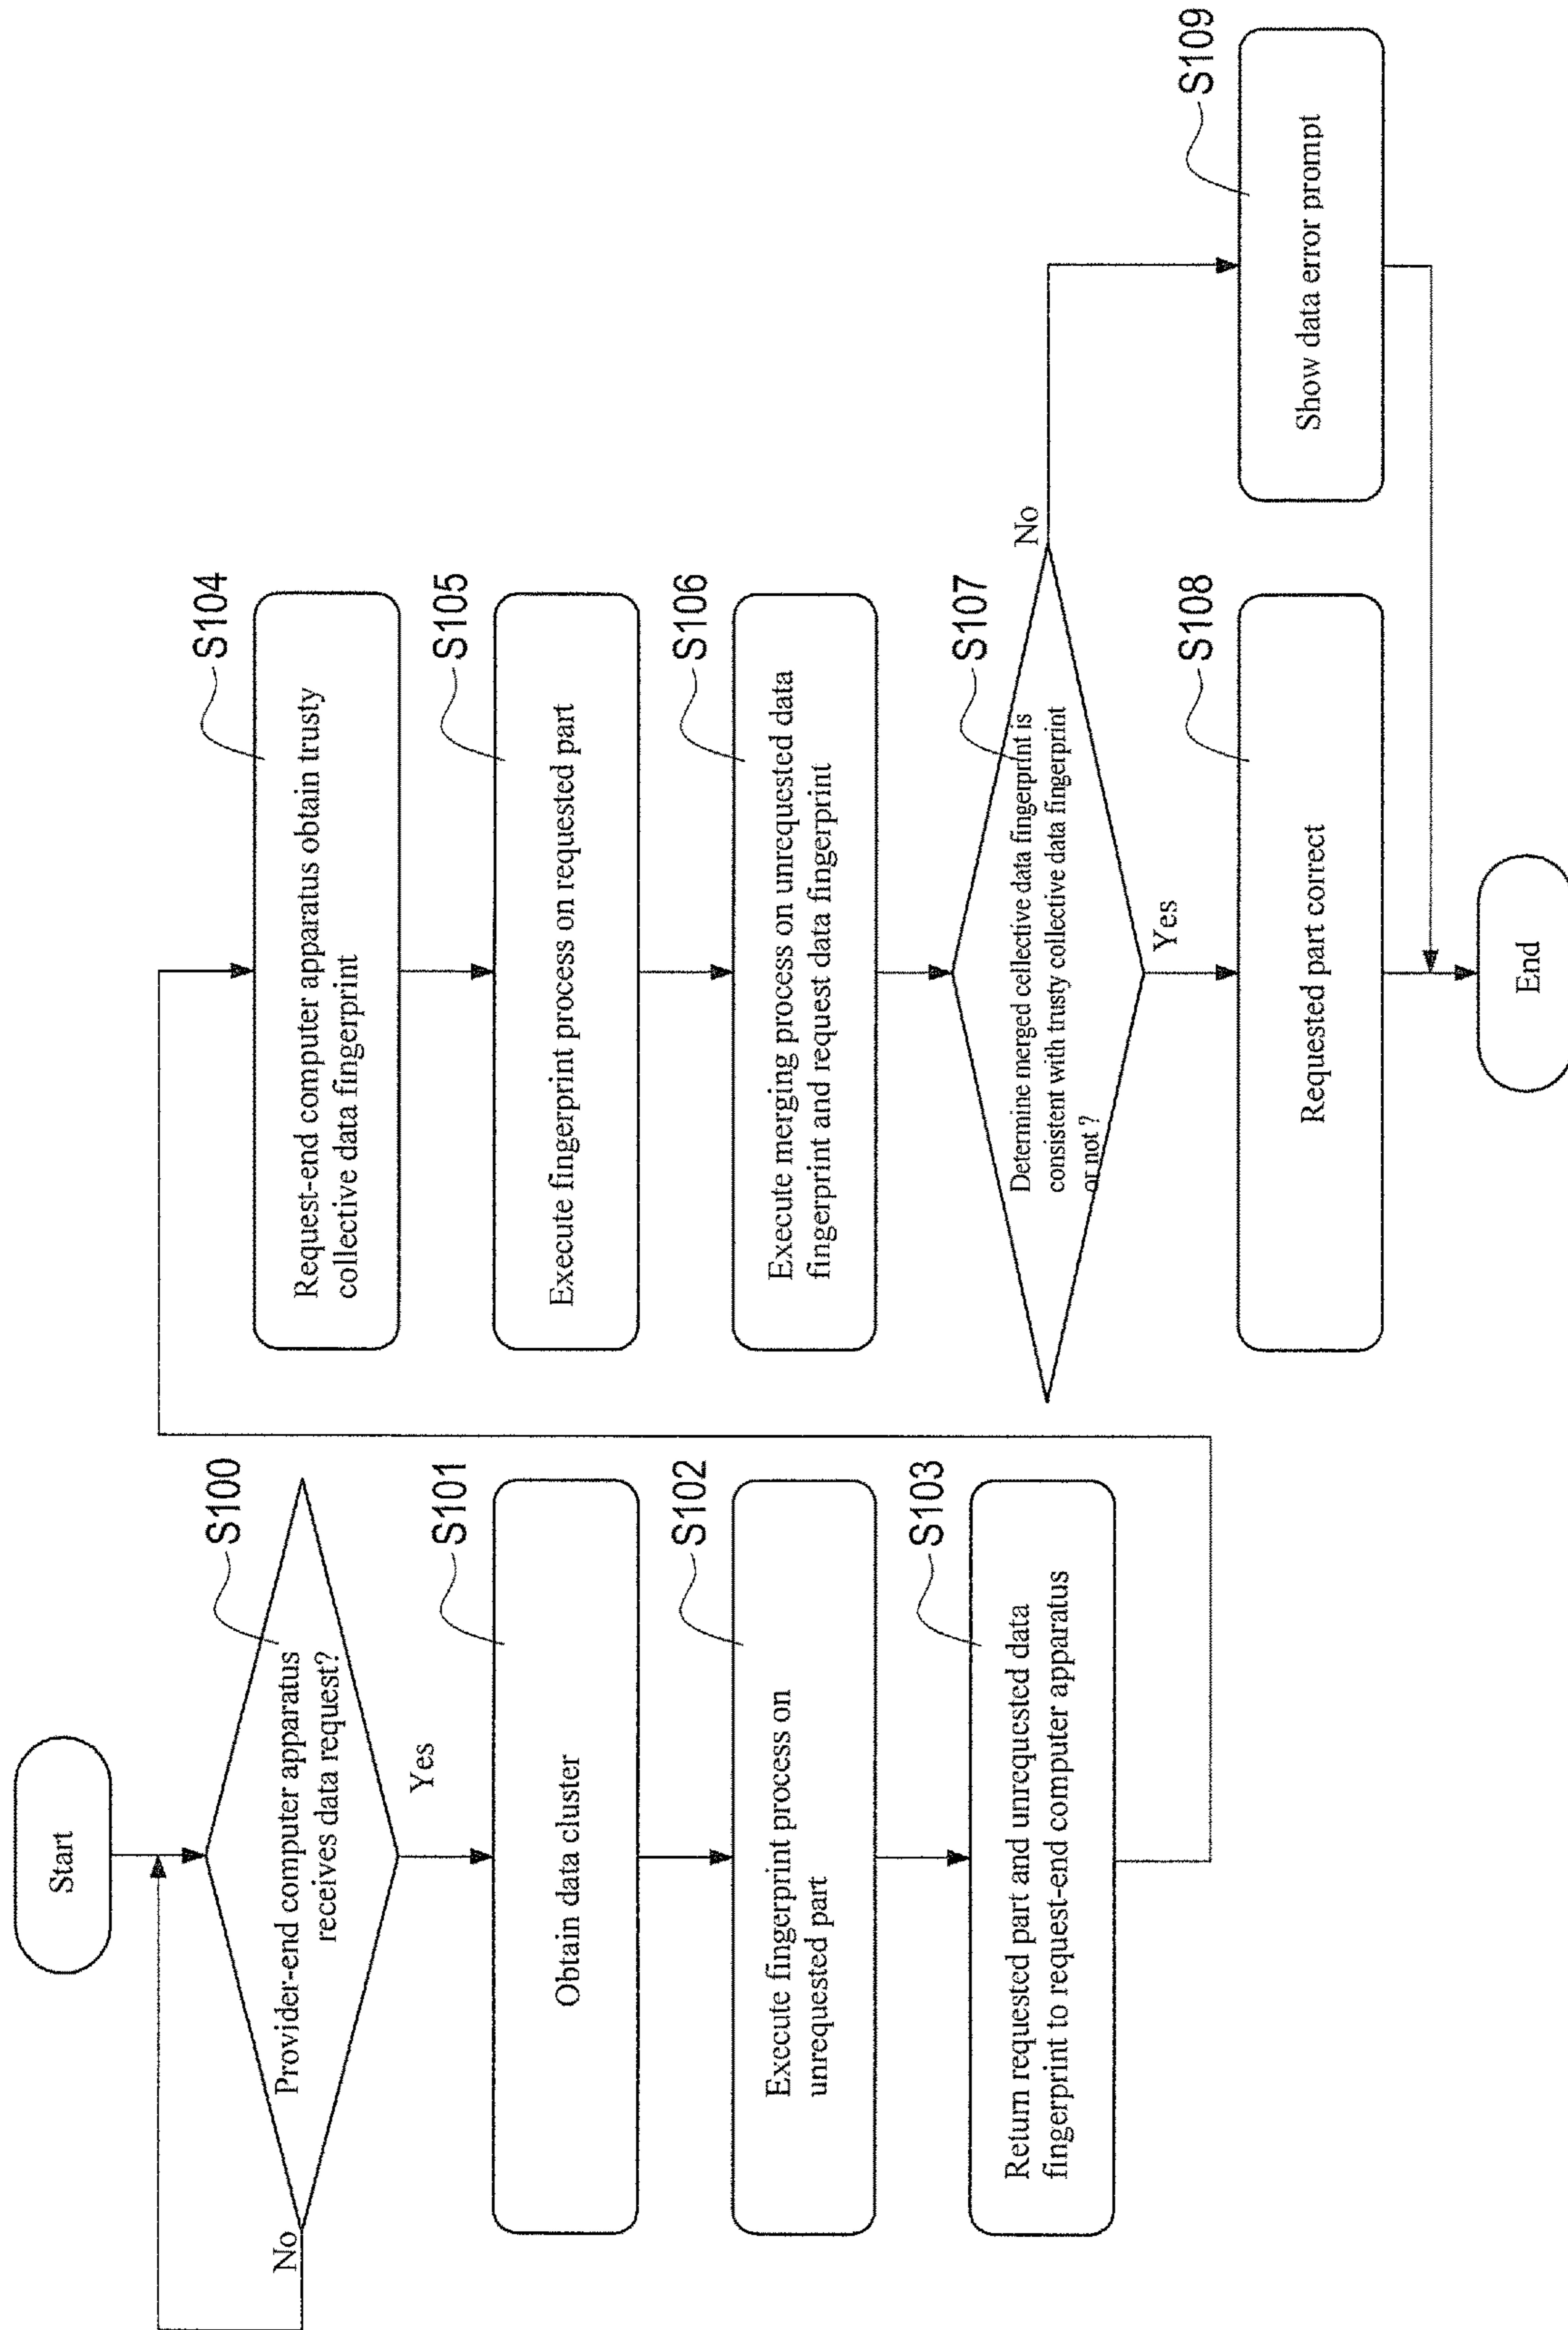 Start
S100
Provider-end computer apparatus
receives data request?
No
Yes
S101
Obtain data cluster
S102
Execute fingerprint process on
unrequested part
S103
Return requested part and unrequested data
fingerprint to request-end computer apparatus
S104
Request-end computer apparatus obtain trusty
collective data fingerprint
S105
Execute fingerprint process on requested part
S106
Execute merging process on unrequested data
fingerprint and request data fingerprint
S107
Determine merged collective data fingerprint is
consistent with trusty collective data fingerprint
or not ?
No
Yes
S108
Requested part correct
S109
Show data error prompt
End